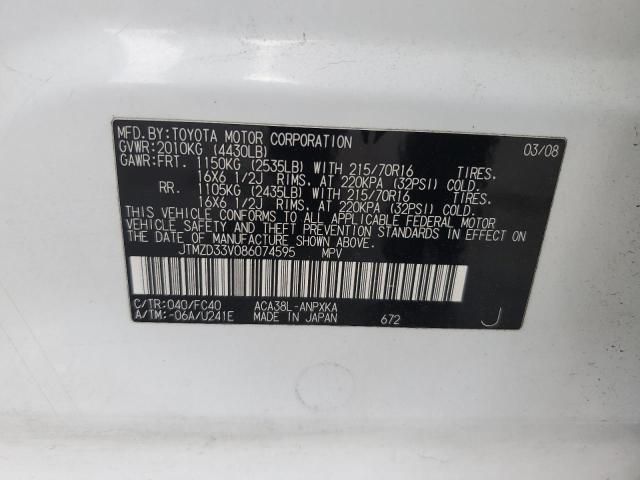 MFD.BY:TOYOTA MOTOR CORPORATION 03/08
GVWR:2010KG (4430LB)
GAWR:FRT. 1150KG (2535LB) WITH 215/70R16 TIRES.
16X6 1/2J RIMS, AT 220KPA (32PSI) COLD.
RR. 1105KG (2435LB) WITH 215/70R16 TIRES.
16X6 1/2J RIMS, AT 220KPA (32PSI) COLD.
THIS VEHICLE CONFORMS TO ALL APPLICABLE FEDERAL MOTOR
VEHICLE SAFETY AND THEFT PREVENTION STANDARDS IN EFFECT ON
THE DATE OF MANUFACTURE SHOWN ABOVE.
JTMZD33V086074595 MPV
C/TR:040/FC40 ACA38L-ANPXKA
A/TM:-06A/U241E MADE IN JAPAN 672 J